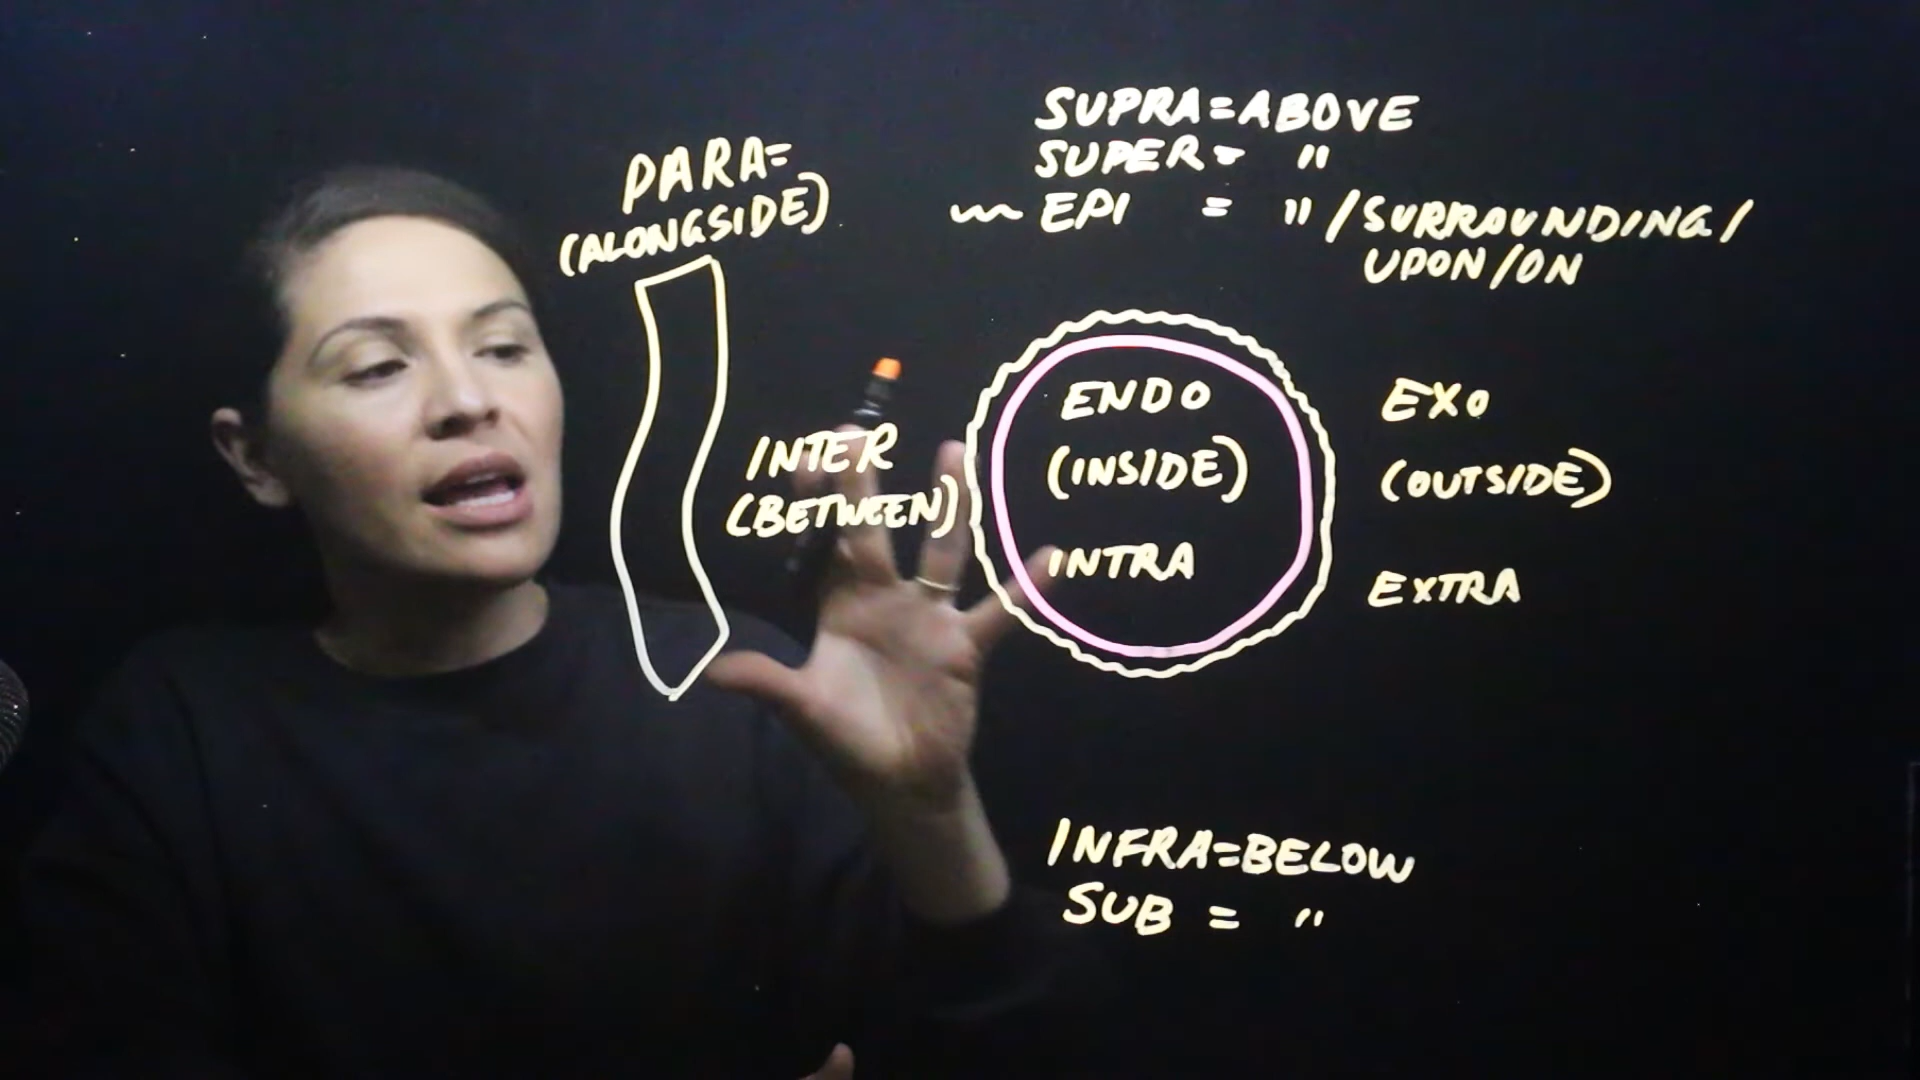 PARA=
(ALONGSIDE)
SUPRA=ABOVE
SUPER= "
EPI = "/SURROUNDING/
UPON/ON
INTER
(BETWEEN)
ENDO
(INSIDE)
INTRA
EXO
(OUTSIDE)
EXTRA
INFRA=BELOW
SUB = "